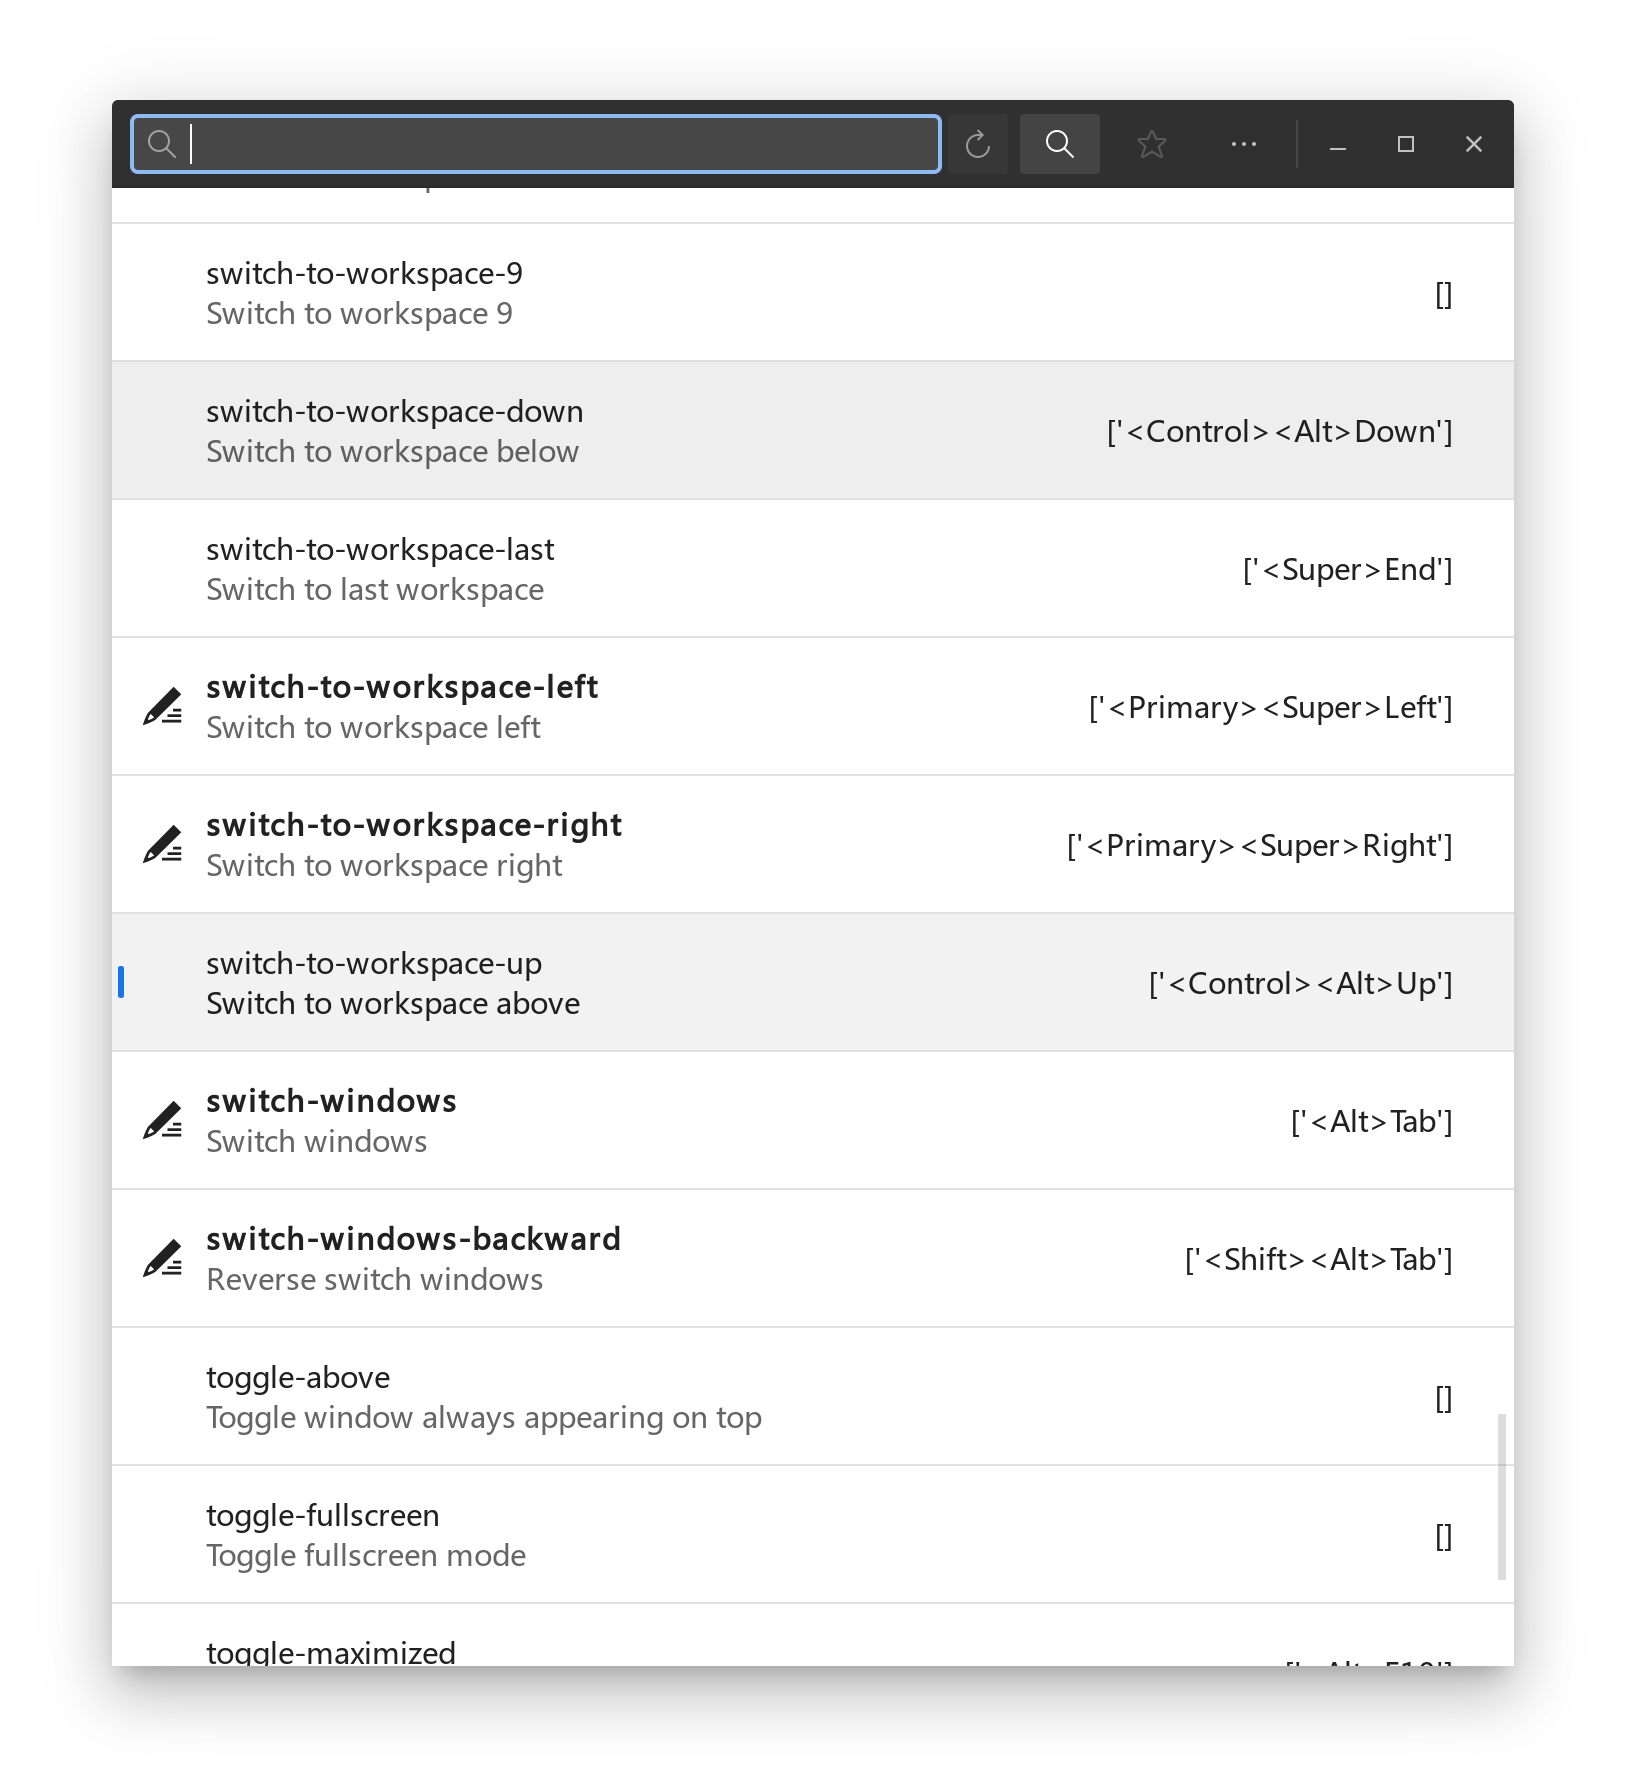 switch-to-workspace-9
Switch to workspace 9
[]
switch-to-workspace-down
Switch to workspace below
['<Control><Alt>Down']
switch-to-workspace-last
Switch to last workspace
['<Super>End']
switch-to-workspace-left
Switch to workspace left
['<Primary><Super>Left']
switch-to-workspace-right
Switch to workspace right
['<Primary><Super>Right']
switch-to-workspace-up
Switch to workspace above
['<Control><Alt>Up']
switch-windows
Switch windows
['<Alt>Tab']
switch-windows-backward
Reverse switch windows
['<Shift><Alt>Tab']
toggle-above
Toggle window always appearing on top
[]
toggle-fullscreen
Toggle fullscreen mode
[]
toggle-maximized